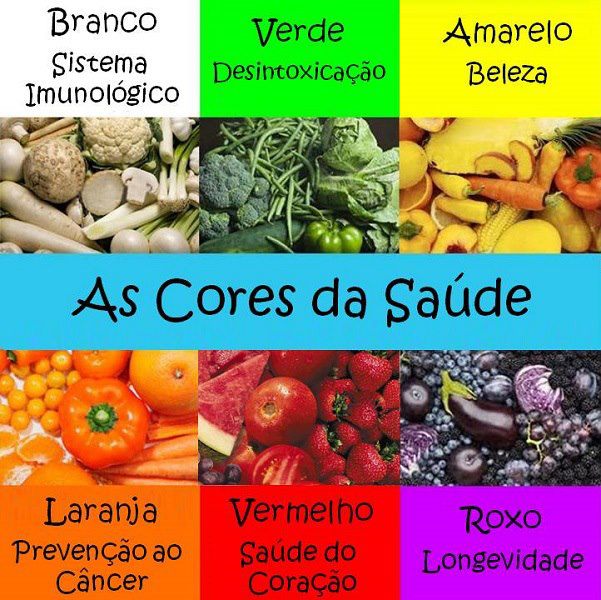 Branco
Sistema
Imunológico
Verde
Desintoxicação
Amarelo
Beleza
As Cores da Saúde
Laranja
Prevenção ao
Câncer
Vermelho
Saúde do
Coração
Roxo
Longevidade